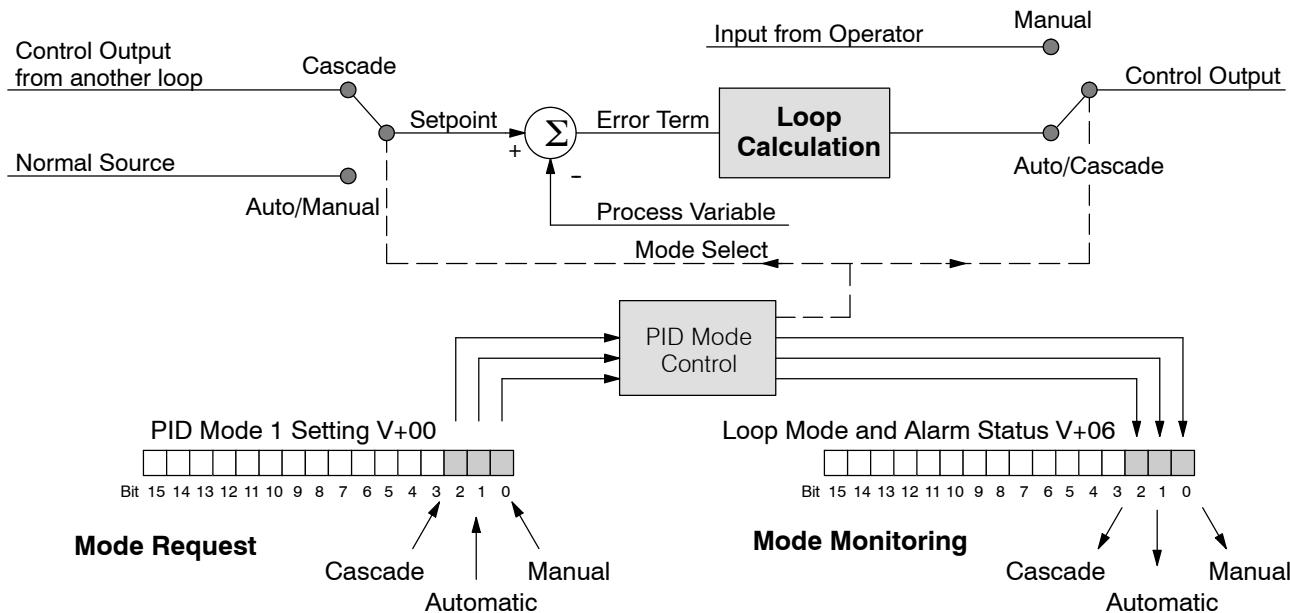 Manual
Input from Operator
Control Output
from another loop
Cascade
Control Output
Setpoint
Σ
Error Term
Loop
Calculation
+
-
Normal Source
Auto/Manual
Auto/Cascade
Process Variable
Mode Select
PID Mode
Control
PID Mode 1 Setting V+00
Bit 15 14 13 12 11 10 9 8 7 6 5 4 3 2 1 0
Mode Request
Cascade
Manual
Automatic
Loop Mode and Alarm Status V+06
Bit 15 14 13 12 11 10 9 8 7 6 5 4 3 2 1 0
Mode Monitoring
Cascade
Manual
Automatic